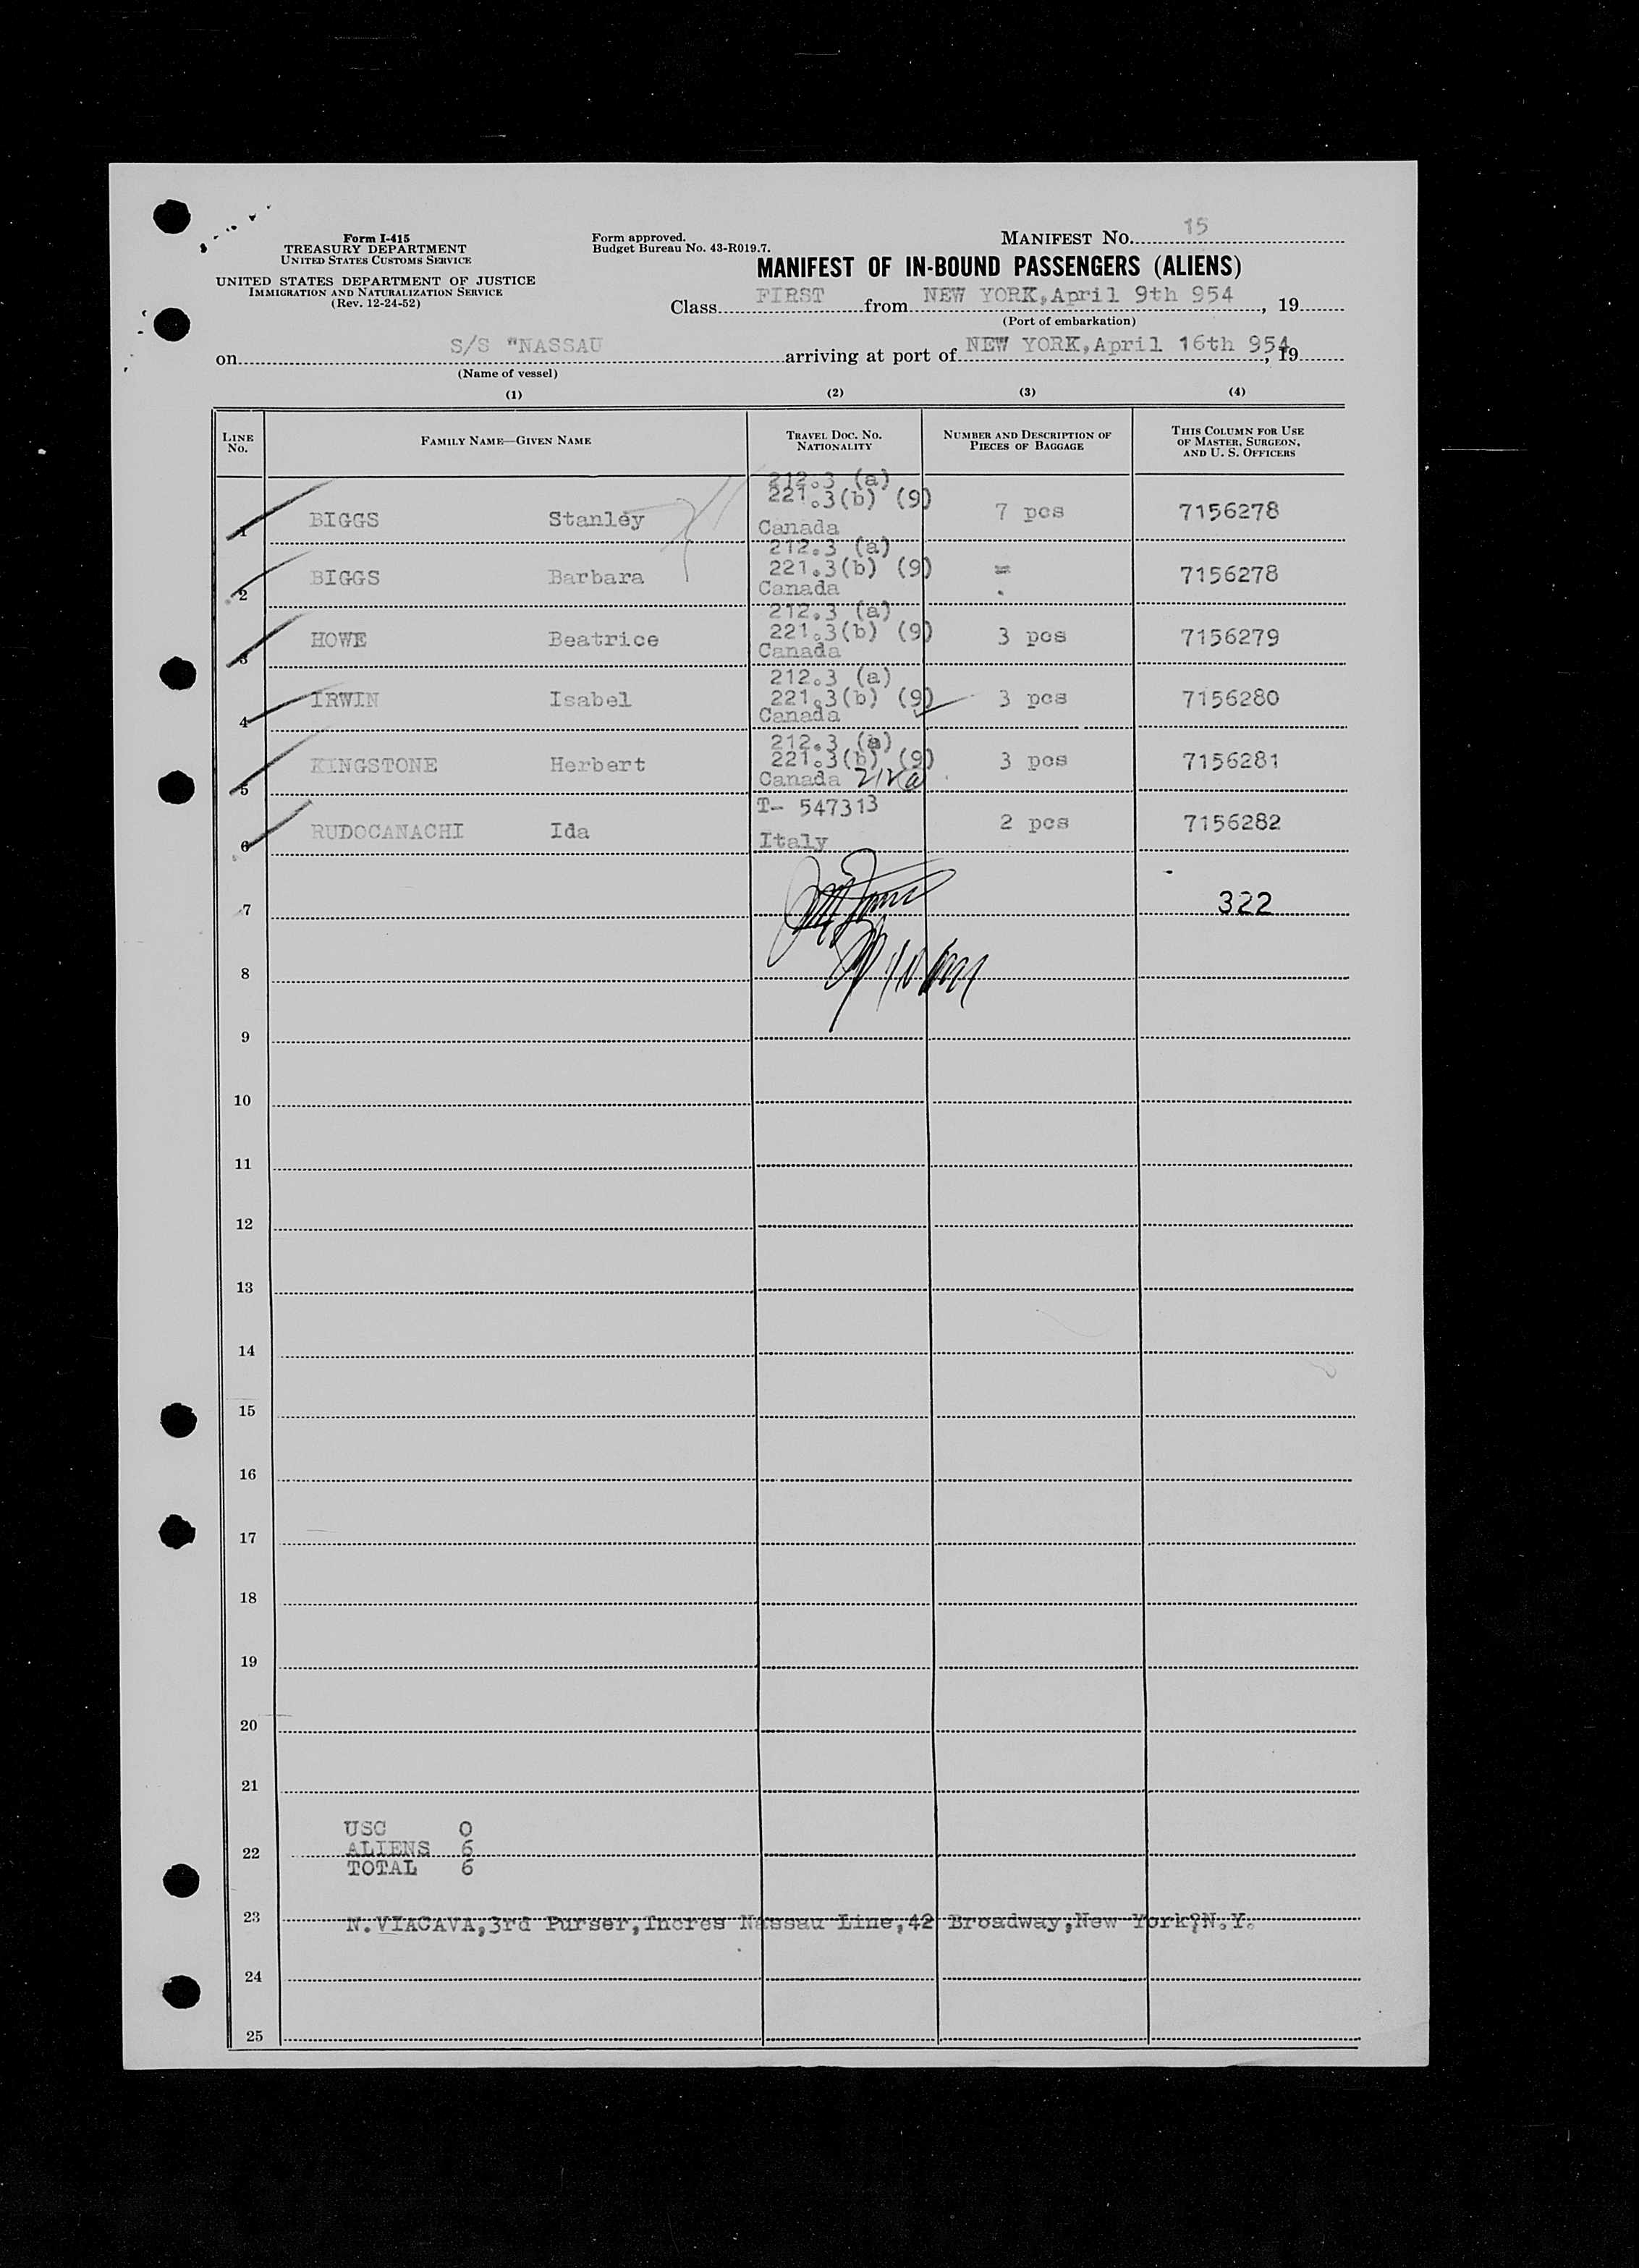 Form I-415
TREASURY DEPARTMENT
UNITED STATES CUSTOMS SERVICE
UNITED STATES DEPARTMENT OF JUSTICE
IMMIGRATION AND NATURALIZATION SERVICE
(Rev. 12-24-52)
Form approved.
Budget Bureau No. 43-R019.7.
MANIFEST NO. 15
MANIFEST OF IN-BOUND PASSENGERS (ALIENS)
Class FIRST from NEW YORK,April 9th 954, 19
(Port of embarkation)
on S/S "NASSAU arriving at port of NEW YORK,April 16th 954, 19
(Name of vessel)
(1) (2) (3) (4)
LINE NO. FAMILY NAME—GIVEN NAME TRAVEL DOC. NO. NATIONALITY NUMBER AND DESCRIPTION OF PIECES OF BAGGAGE THIS COLUMN FOR USE OF MASTER, SURGEON, AND U. S. OFFICERS
212.3 (a)
221.3(b) (9)
1 BIGGS Stanley Canada 7 pcs 7156278
212.3 (a)
221.3(b) (9)
2 BIGGS Barbara Canada = 7156278
212.3 (a)
221.3(b) (9)
3 HOWE Beatrice Canada 3 pcs 7156279
212.3 (a)
221.3(b) (9)
4 IRWIN Isabel Canada 3 pcs 7156280
212.3 (a)
221.3(b) (9)
5 KINGSTONE Herbert Canada 3 pcs 7156281
T- 547313
6 RUDOCANACHI Ida Italy 2 pcs 7156282
7 322
8
9
10
11
12
13
14
15
16
17
18
19
20
21
USC 0
22 ALIENS 6
TOTAL 6
23 N.VIACAVA,3rd Purser,Incres Nassau Line,42 Broadway,New York?N.Y.
24
25